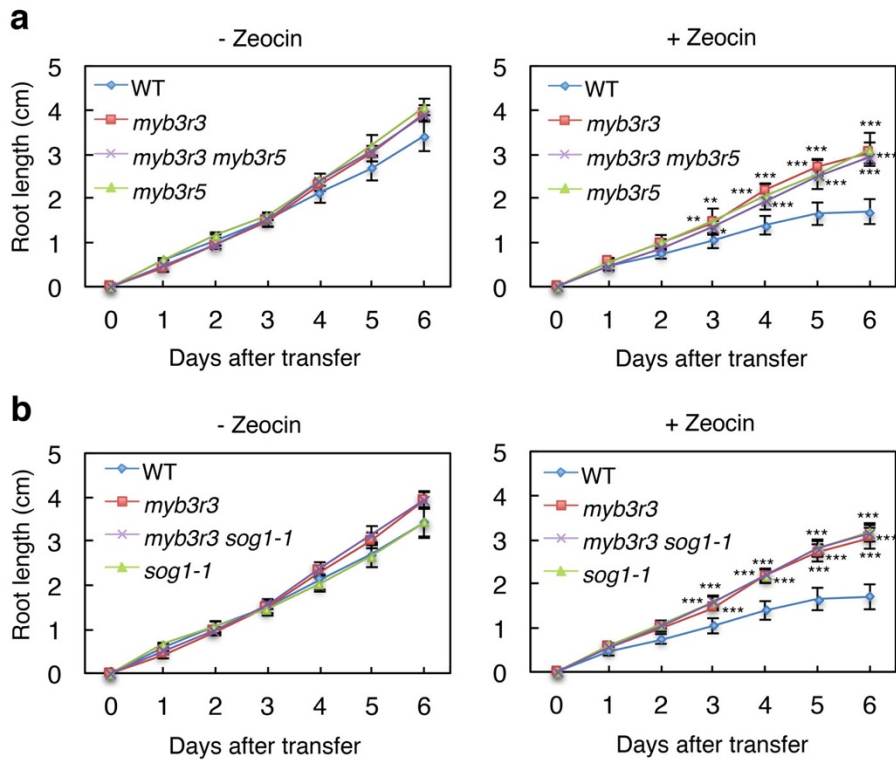 a
- Zeocin
Root length (cm)
5
4
3
2
1
0
WT
myb3r3
myb3r3 myb3r5
myb3r5
0 1 2 3 4 5 6
Days after transfer
+ Zeocin
5
4
3
2
1
0
WT
myb3r3
myb3r3 myb3r5
myb3r5
** ** *
*** *** ***
*** *** ***
*** *** ***
0 1 2 3 4 5 6
Days after transfer
b
- Zeocin
Root length (cm)
5
4
3
2
1
0
WT
myb3r3
myb3r3 sog1-1
sog1-1
0 1 2 3 4 5 6
Days after transfer
+ Zeocin
5
4
3
2
1
0
WT
myb3r3
myb3r3 sog1-1
sog1-1
*** *** ***
*** *** ***
*** *** ***
*** *** ***
0 1 2 3 4 5 6
Days after transfer